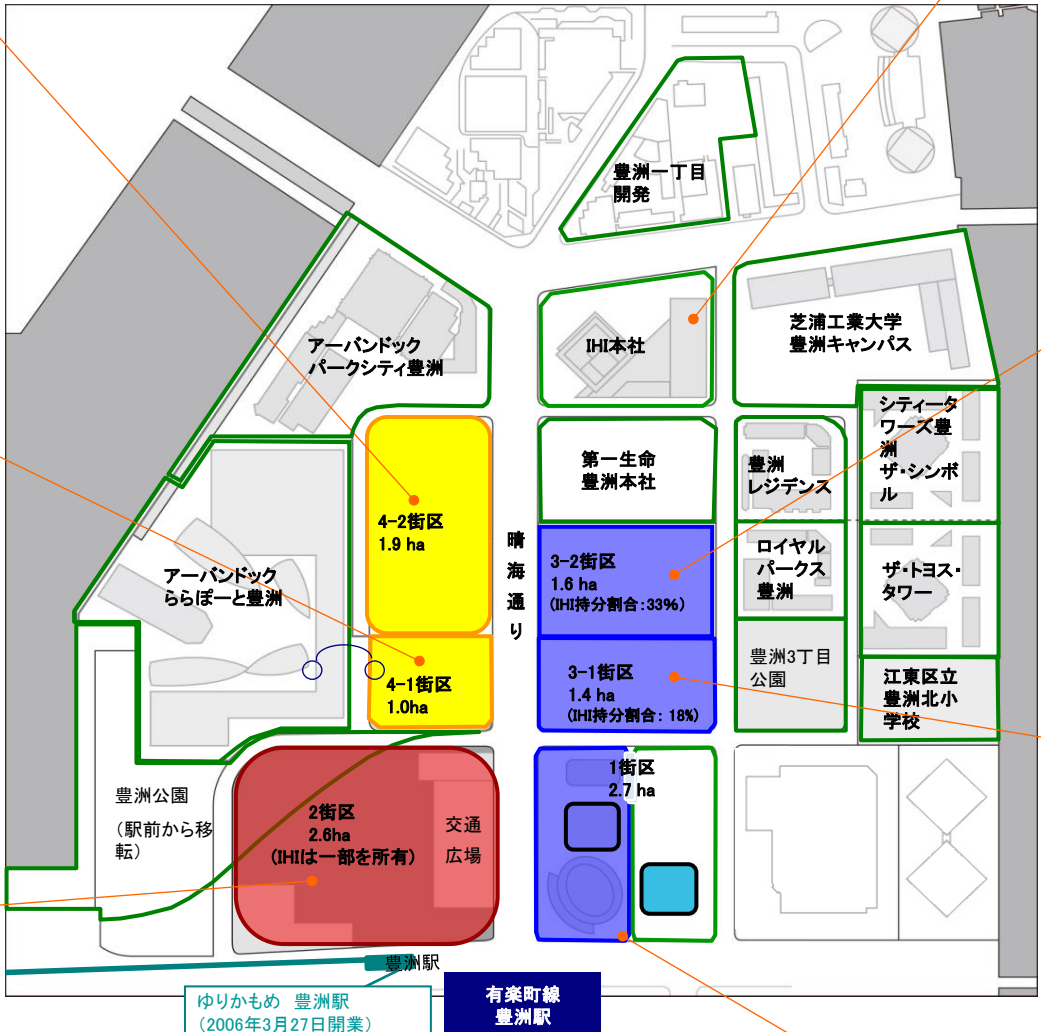 豊洲一丁目
開発
アーバンドック
パークシティ豊洲
IHI本社
芝浦工業大学
豊洲キャンパス
シティータ
ワーズ豊
洲
ザ・シンボ
ル
第一生命
豊洲本社
豊洲
レジデンス
4-2街区
1.9 ha
晴
海
通
り
3-2街区
1.6 ha
(IHI持分割合:33%)
ロイヤル
パークス
豊洲
ザ・トヨス・
タワー
アーバンドック
ららぽーと豊洲
4-1街区
1.0ha
3-1街区
1.4 ha
(IHI持分割合: 18%)
豊洲3丁目
公園
江東区立
豊洲北小
学校
豊洲公園
(駅前から移
転)
2街区
2.6ha
(IHIは一部を所有)
交通
広場
1街区
2.7 ha
豊洲駅
ゆりかもめ 豊洲駅
(2006年3月27日開業)
有楽町線
豊洲駅